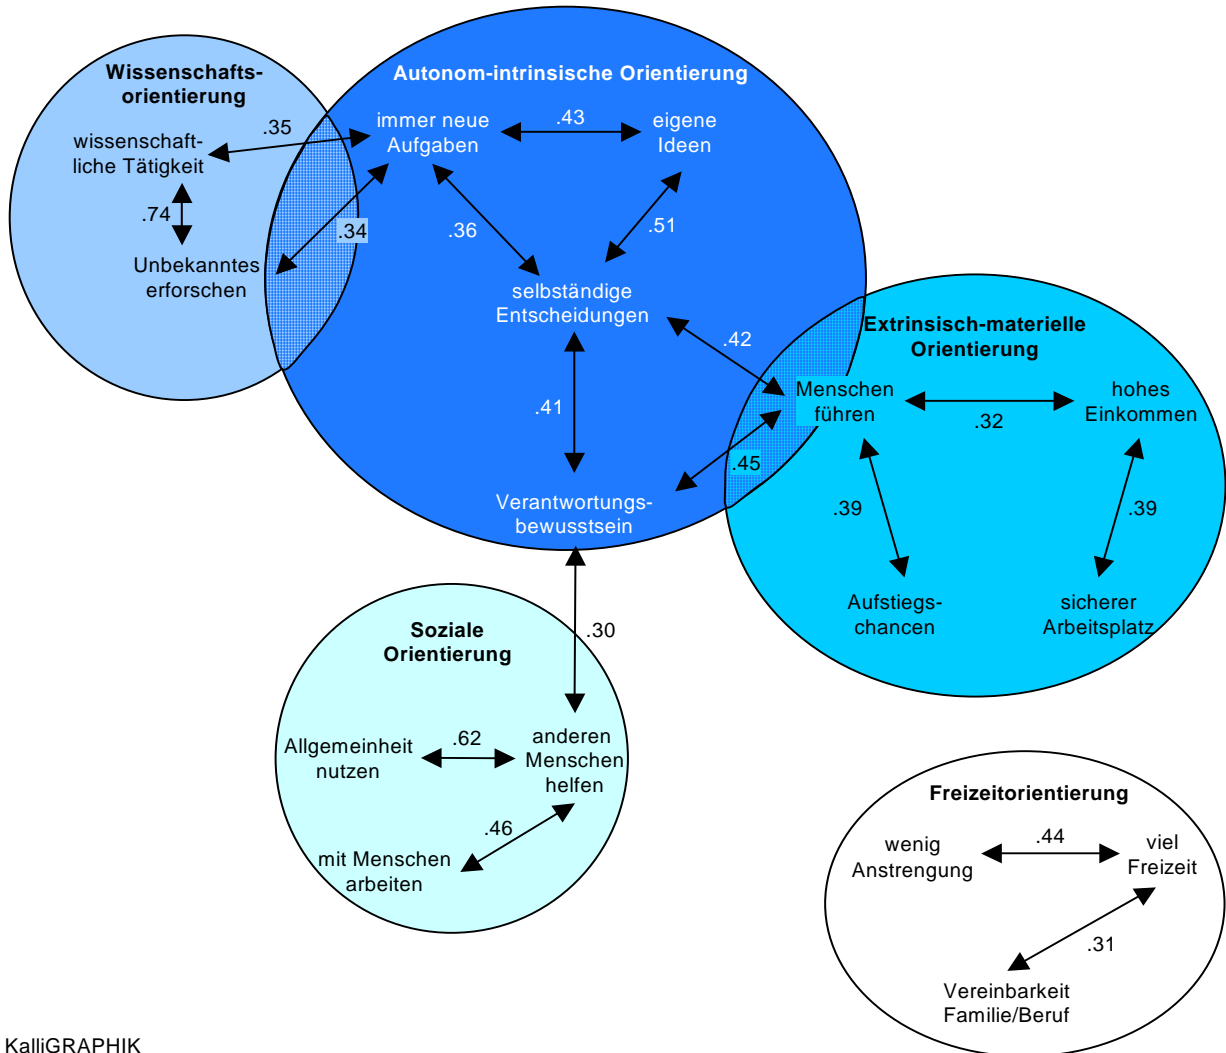 Wissenschafts-
orientierung
wissenschaft-
liche Tätigkeit
.35
.74
Unbekanntes
erforschen
.34
Autonom-intrinsische Orientierung
immer neue
Aufgaben
.43
eigene
Ideen
.36
.51
selbständige
Entscheidungen
.42
.41
.45
Verantwortungs-
bewusstsein
Extrinsisch-materielle
Orientierung
Menschen
führen
.32
hohes
Einkommen
.39
.39
Aufstiegs-
chancen
sicherer
Arbeitsplatz
.30
Soziale
Orientierung
Allgemeinheit
nutzen
.62
anderen
Menschen
helfen
.46
mit Menschen
arbeiten
Freizeitorientierung
wenig
Anstrengung
.44
viel
Freizeit
.31
Vereinbarkeit
Familie/Beruf
KalliGRAPHIK